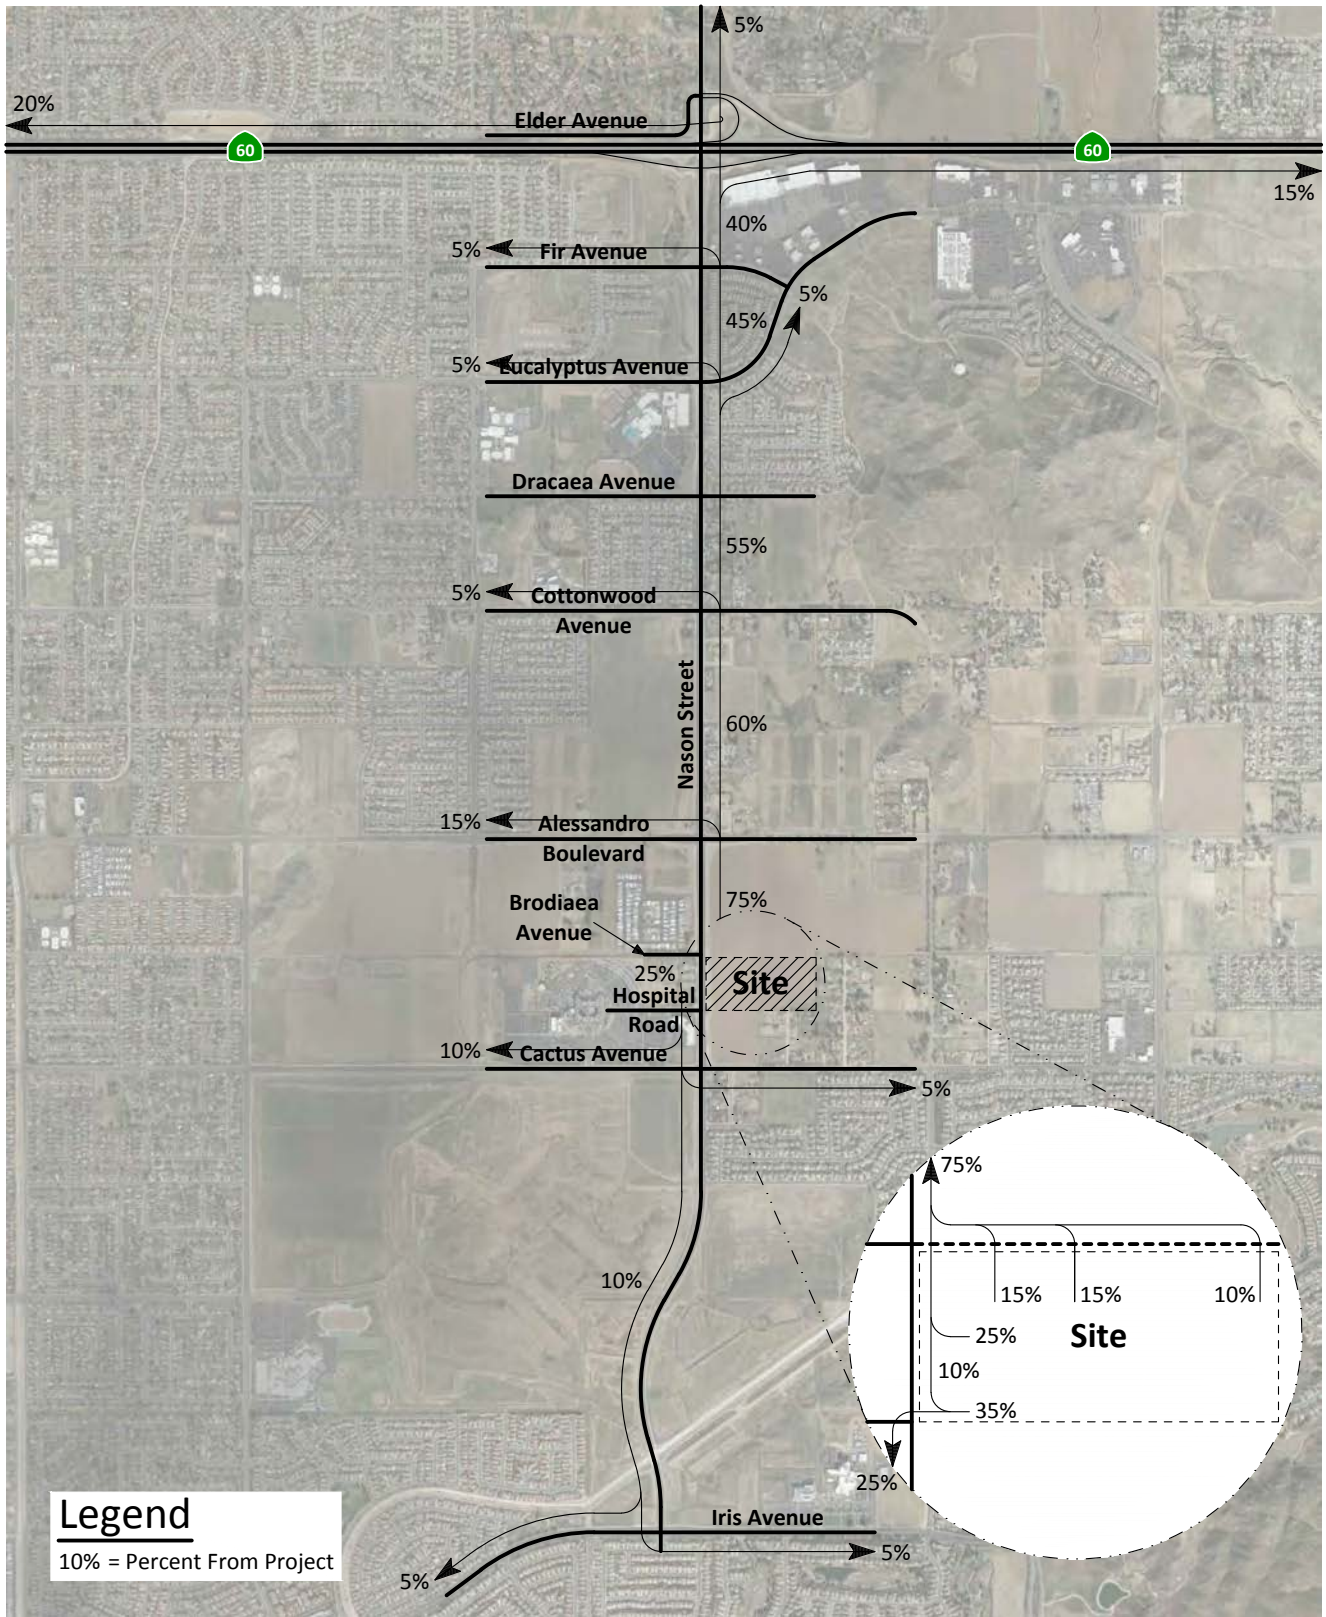 5%
20%
Elder Avenue
60
60
15%
40%
5%
Fir Avenue
5%
45%
5%
Eucalyptus Avenue
Dracaea Avenue
55%
5%
Cottonwood
Avenue
Nason Street
60%
15%
Alessandro
Boulevard
75%
Brodiaea
Avenue
25%
Site
Hospital
Road
10%
Cactus Avenue
5%
75%
10%
15%
15%
10%
25%
Site
10%
35%
25%
Legend
10% = Percent From Project
Iris Avenue
5%
5%